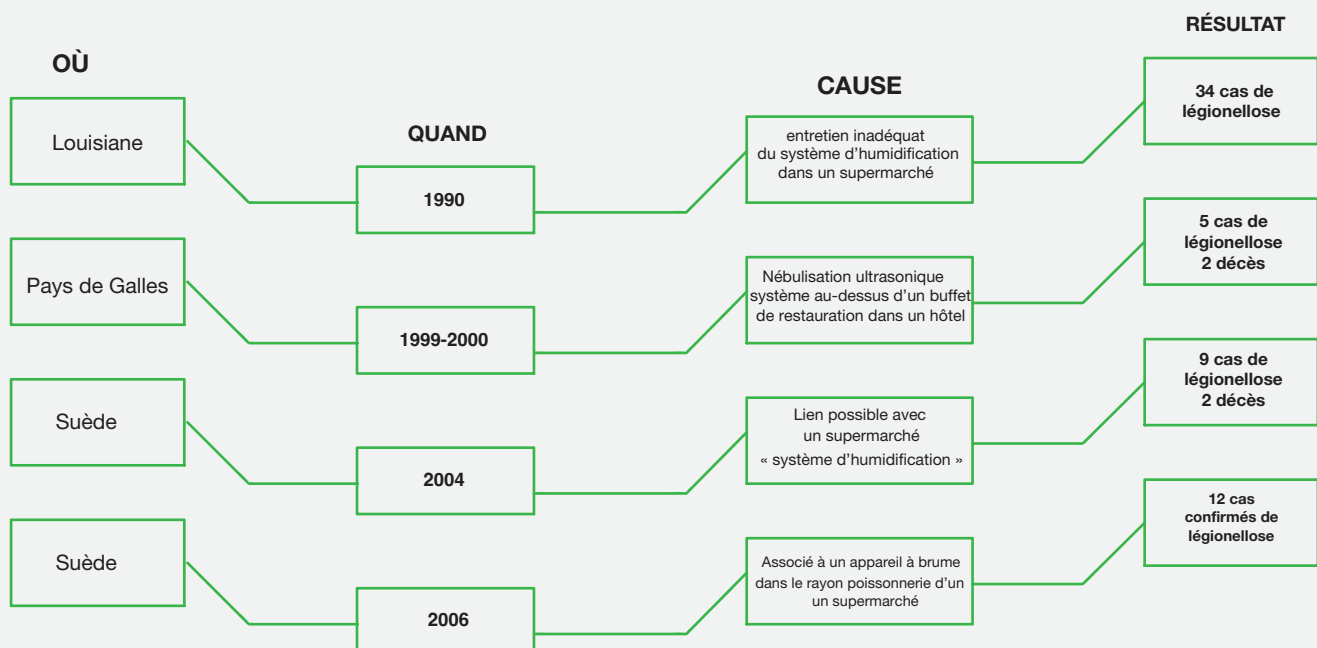 OÙ
QUAND
CAUSE
RÉSULTAT
Louisiane
1990
entretien inadéquat
du système d'humidification
dans un supermarché
34 cas de
légionellose
Pays de Galles
1999-2000
Nébulisation ultrasonique
système au-dessus d'un buffet
de restauration dans un hôtel
5 cas de
légionellose
2 décès
Suède
2004
Lien possible avec
un supermarché
« système d'humidification »
9 cas de
légionellose
2 décès
Suède
2006
Associé à un appareil à brume
dans le rayon poissonnerie d'un
un supermarché
12 cas
confirmés de
légionellose